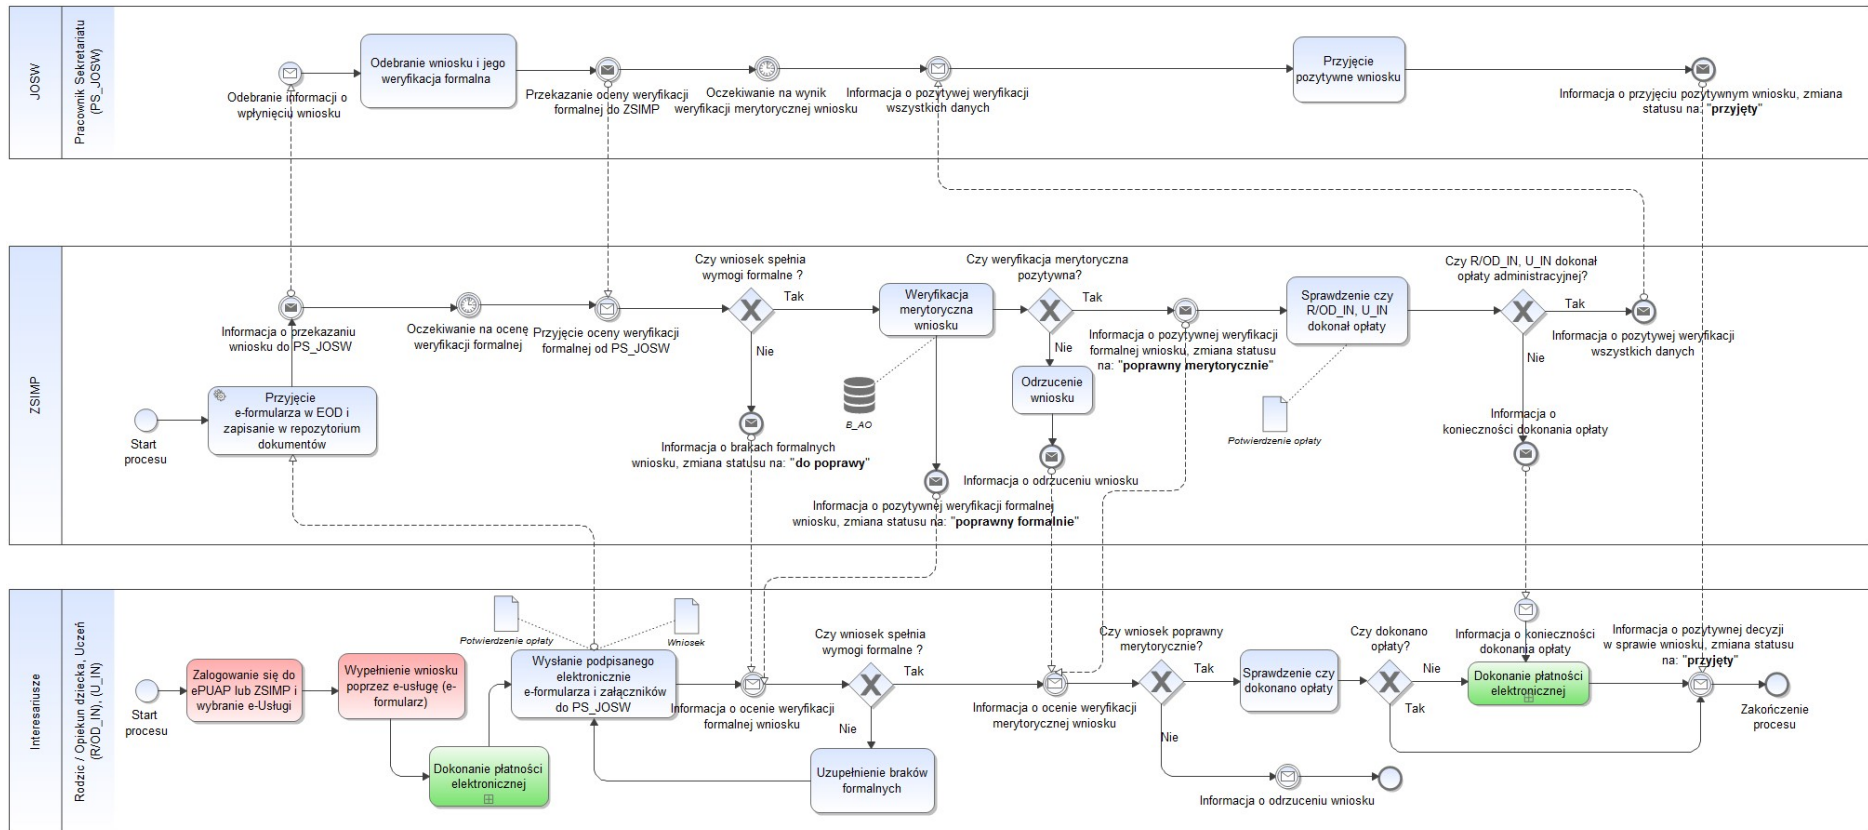 JOSW
Pracownik Sekretariatu
(PS_JOSW)
Odebranie informacji o
wpłynięciu wniosku
Odebranie wniosku i jego
weryfikacja formalna
Przekazanie oceny weryfikacji
formalnej do ZSIMP
Oczekiwanie na wynik
weryfikacji merytorycznej wniosku
Informacja o pozytywej weryfikacji
wszystkich danych
Przyjęcie
pozytywne wniosku
Informacja o przyjęciu pozytywnym wniosku, zmiana
statusu na: "przyjęty"
ZSIMP
Start
procesu
Przyjęcie
e-formularza w EOD i
zapisanie w repozytorium
dokumentów
Informacja o przekazaniu
wniosku do PS_JOSW
Oczekiwanie na ocenę
weryfikacji formalnej
Przyjęcie oceny weryfikacji
formalnej od PS_JOSW
Czy wniosek spełnia
wymogi formalne ?
Tak
Nie
Informacja o brakach formalnych
wniosku, zmiana statusu na: "do poprawy"
Weryfikacja
merytoryczna
wniosku
B_AO
Informacja o pozytywnej weryfikacji formalnej
wniosku, zmiana statusu na: "poprawny formalnie"
Czy weryfikacja merytoryczna
pozytywna?
Tak
Nie
Odrzucenie
wniosku
Informacja o odrzuceniu wniosku
Informacja o pozytywnej weryfikacji
formalnej wniosku, zmiana statusu
na: "poprawny merytorycznie"
Sprawdzenie czy
R/OD_IN, U_IN
dokonał opłaty
Potwierdzenie opłaty
Czy R/OD_IN, U_IN dokonał
opłaty administracyjnej?
Tak
Nie
Informacja o pozytywej weryfikacji
wszystkich danych
Informacja o
konieczności dokonania opłaty
Interesariusze
Rodzic / Opiekun dziecka, Uczeń
(R/OD_IN), (U_IN)
Start
procesu
Zalogowanie się do
ePUAP lub ZSIMP i
wybranie e-Usługi
Wypełnienie wniosku
poprzez e-usługę (e-
formularz)
Dokonanie płatności
elektronicznej
Potwierdzenie opłaty
Wniosek
Wysłanie podpisanego
elektronicznie
e-formularza i załączników
do PS_JOSW
Informacja o ocenie weryfikacji
formalnej wniosku
Czy wniosek spełnia
wymogi formalne ?
Tak
Nie
Uzupełnienie braków
formalnych
Informacja o ocenie weryfikacji
merytorycznej wniosku
Czy wniosek poprawny
merytorycznie?
Tak
Nie
Informacja o odrzuceniu wniosku
Sprawdzenie czy
dokonano opłaty
Czy dokonano
opłaty?
Nie
Tak
Informacja o konieczności
dokonania opłaty
Dokonanie płatności
elektronicznej
Informacja o pozytywnej decyzji
w sprawie wniosku, zmiana statusu
na: "przyjęty"
Zakończenie
procesu